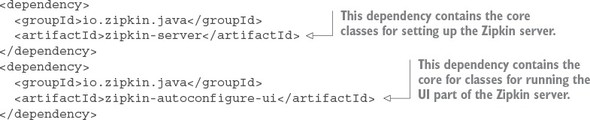 <dependency>
<groupId>io.zipkin.java</groupId>
<artifactId>zipkin-server</artifactId>
</dependency>
This dependency contains the core
classes for setting up the Zipkin server.
<dependency>
<groupId>io.zipkin.java</groupId>
<artifactId>zipkin-autoconfigure-ui</artifactId>
</dependency>
This dependency contains the
core for classes for running the
UI part of the Zipkin server.